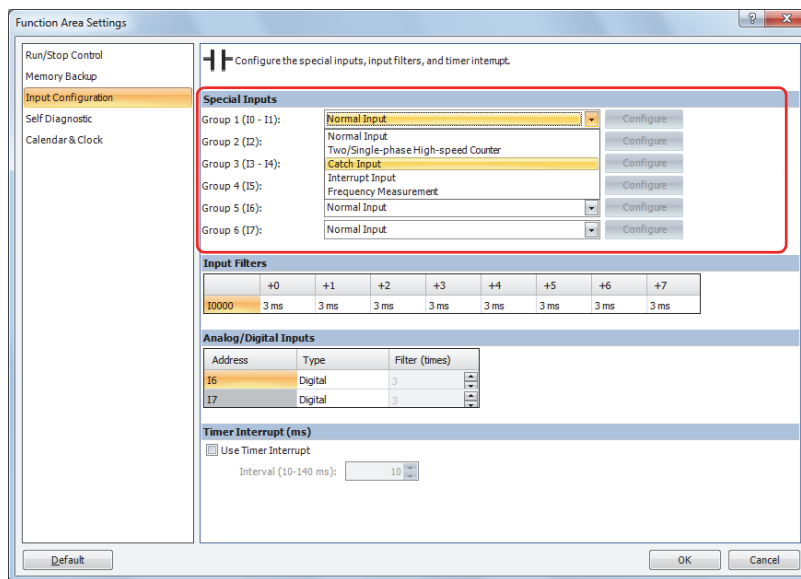 Function Area Settings
Run/Stop Control
Memory Backup
Input Configuration
Self Diagnostic
Calendar & Clock
Configure the special inputs, input filters, and timer interrupt.
Special Inputs
Group 1 (I0 - I1): Normal Input Configure
Normal Input
Group 2 (I2): Configure
Two/Single-phase High-speed Counter
Group 3 (I3 - I4): Catch Input Configure
Interrupt Input
Group 4 (I5): Configure
Frequency Measurement
Group 5 (I6): Normal Input Configure
Group 6 (I7): Normal Input Configure
Input Filters
+0 +1 +2 +3 +4 +5 +6 +7
I0000 3 ms 3 ms 3 ms 3 ms 3 ms 3 ms 3 ms 3 ms
Analog/Digital Inputs
Address Type Filter (times)
I6 Digital 3
I7 Digital 3
Timer Interrupt (ms)
Use Timer Interrupt
Interval (10-140 ms): 10
Default OK Cancel